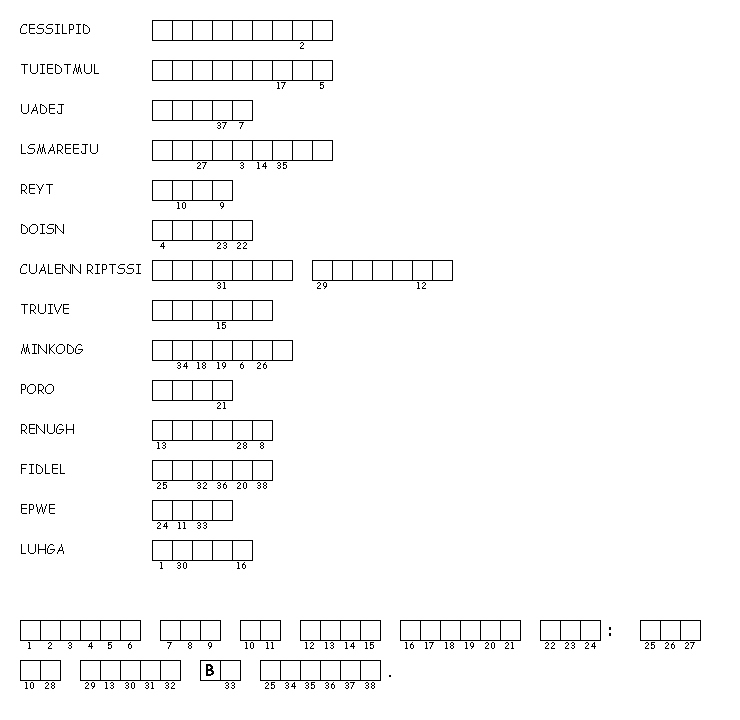 CESSILPID
2
TUIEDTMUL
17 5
UADEJ
37 7
LSMAREEJU
27 3 14 35
REYT
10 9
DOISN
4 23 22
CUALENN RIPTSSI
31 29 12
TRUIVE
15
MINKODG
34 18 19 6 26
PORO
21
RENUGH
13 28 8
FIDLEL
25 32 36 20 38
EPWE
24 11 33
LUHGA
1 30 16
:
1 2 3 4 5 6 7 8 9 10 11 12 13 14 15 16 17 18 19 20 21 22 23 24 25 26 27
B .
10 28 29 13 30 31 32 33 25 34 35 36 37 38